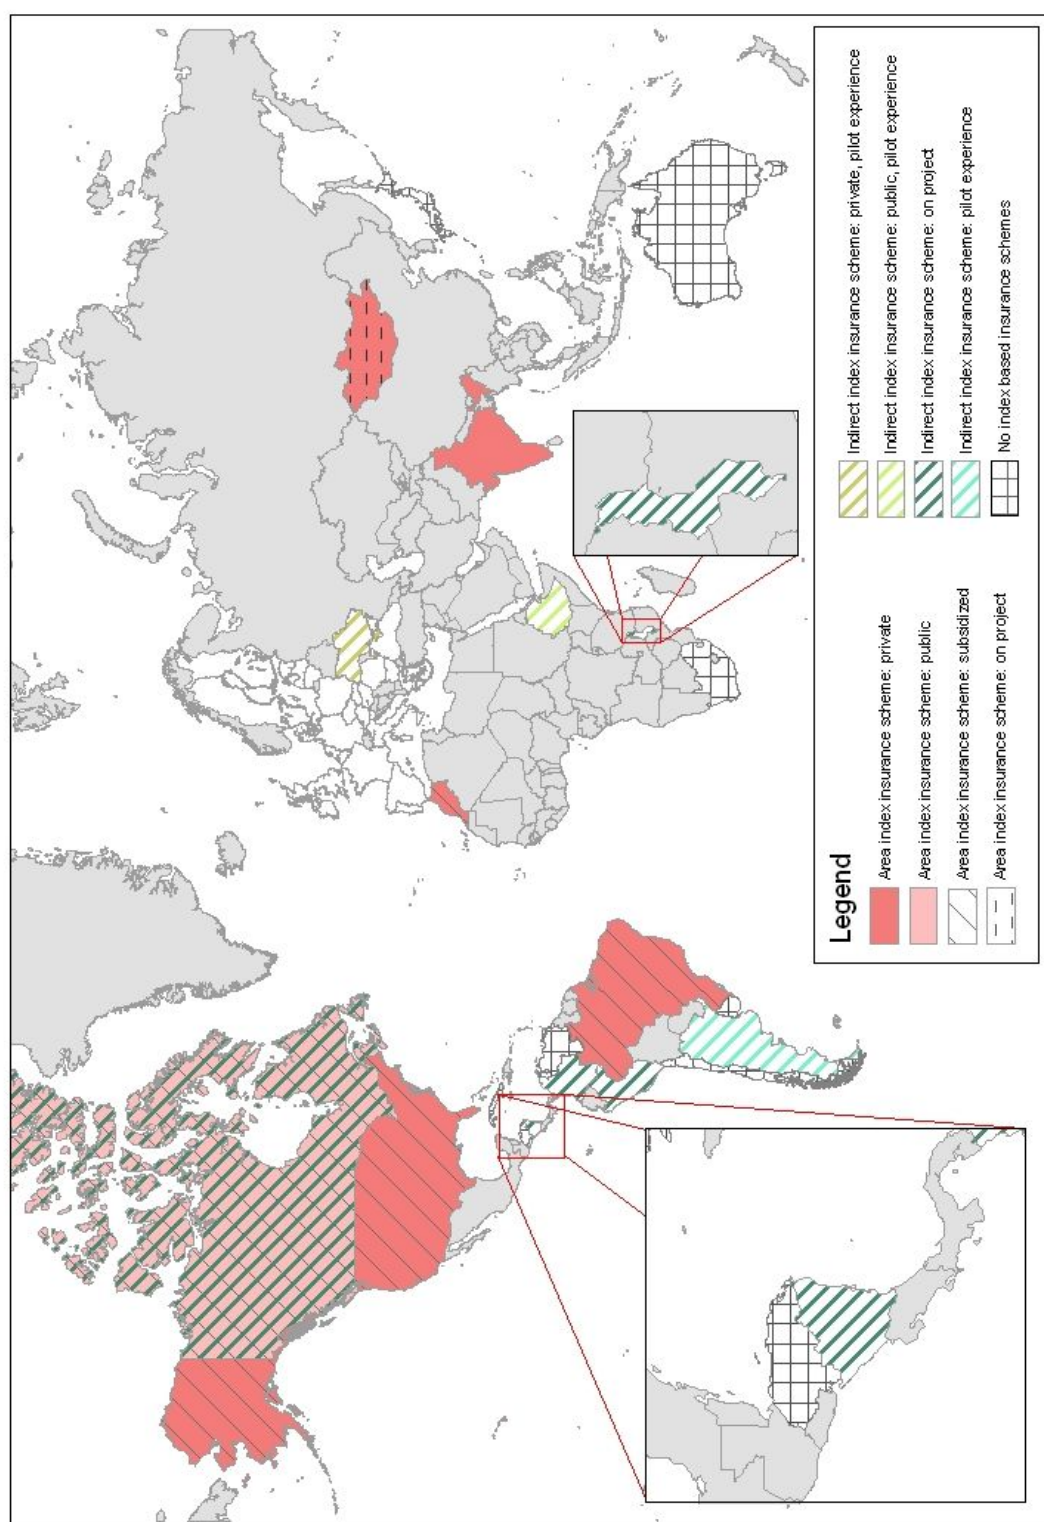 Legend
Area index insurance scheme: private
Area index insurance scheme: public
Area index insurance scheme: subsidized
Area index insurance scheme: on project
Indirect index insurance scheme: private, pilot experience
Indirect index insurance scheme: public, pilot experience
Indirect index insurance scheme: on project
Indirect index insurance scheme: pilot experience
No index based insurance schemes